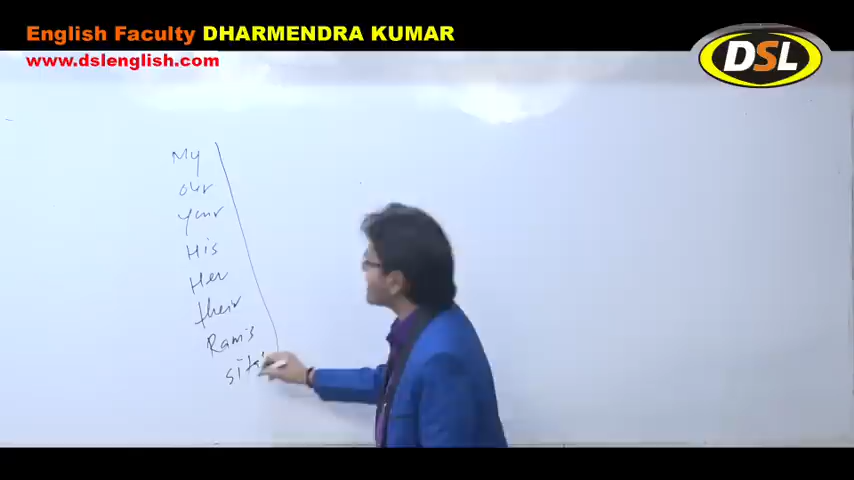 English Faculty DHARMENDRA KUMAR
www.dslenglish.com
DSL
My
our
your
His
Her
their
Ram's